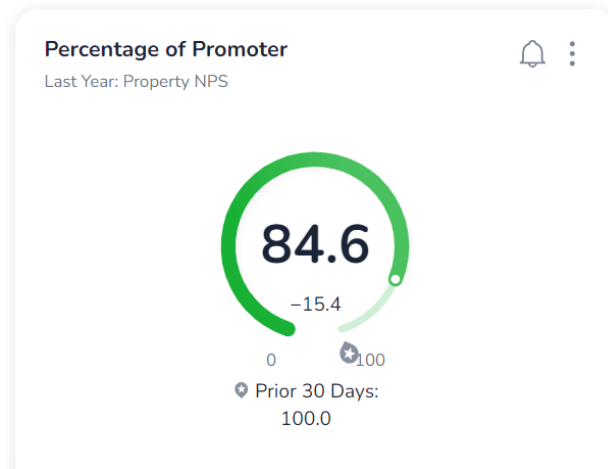 Percentage of Promoter
Last Year: Property NPS
84.6
−15.4
0 100
Prior 30 Days:
100.0